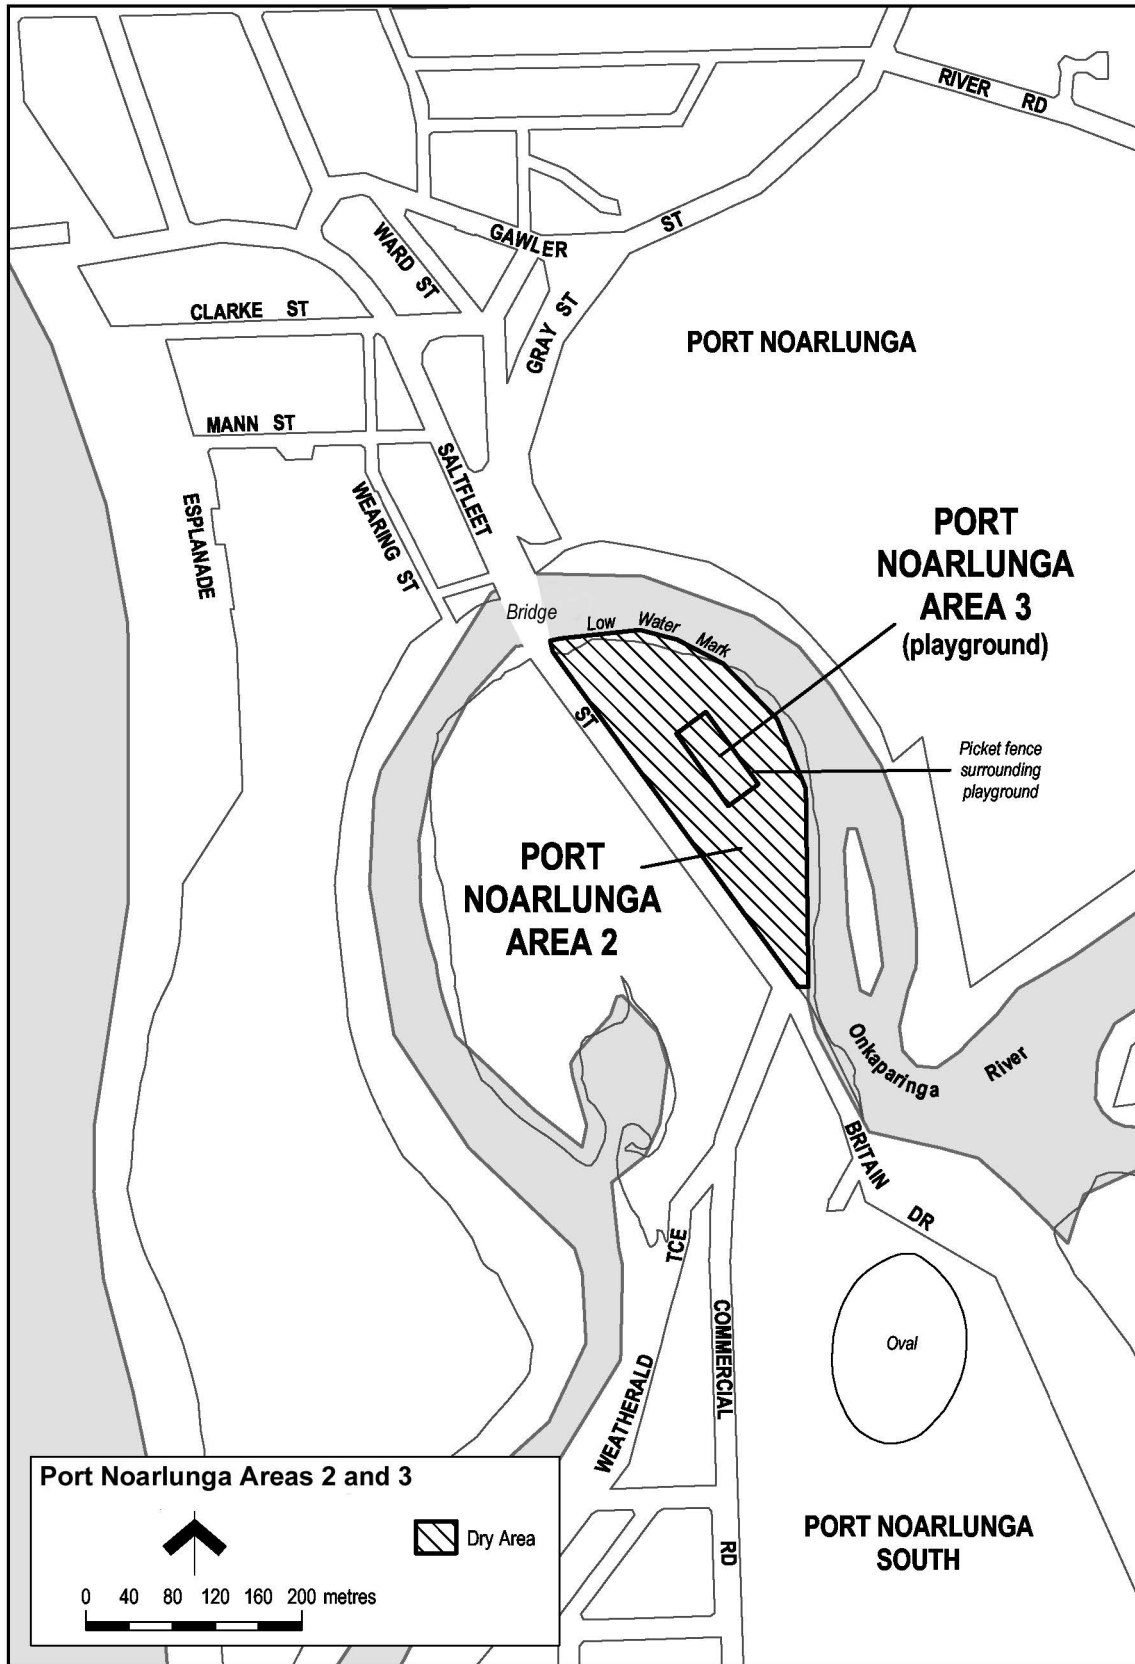 RIVER RD
WARD ST
GAWLER
ST
CLARKE ST
GRAY ST
PORT NOARLUNGA
MANN ST
SALTFLEET
WEARING ST
ESPLANADE
PORT
NOARLUNGA
AREA 3
(playground)
Bridge
Low Water Mark
ST
Picket fence
surrounding
playground
PORT
NOARLUNGA
AREA 2
Onkaparinga River
BRITAIN
DR
TCE
WEATHERALD
COMMERCIAL
RD
Oval
PORT NOARLUNGA
SOUTH
Port Noarlunga Areas 2 and 3
Dry Area
0 40 80 120 160 200 metres